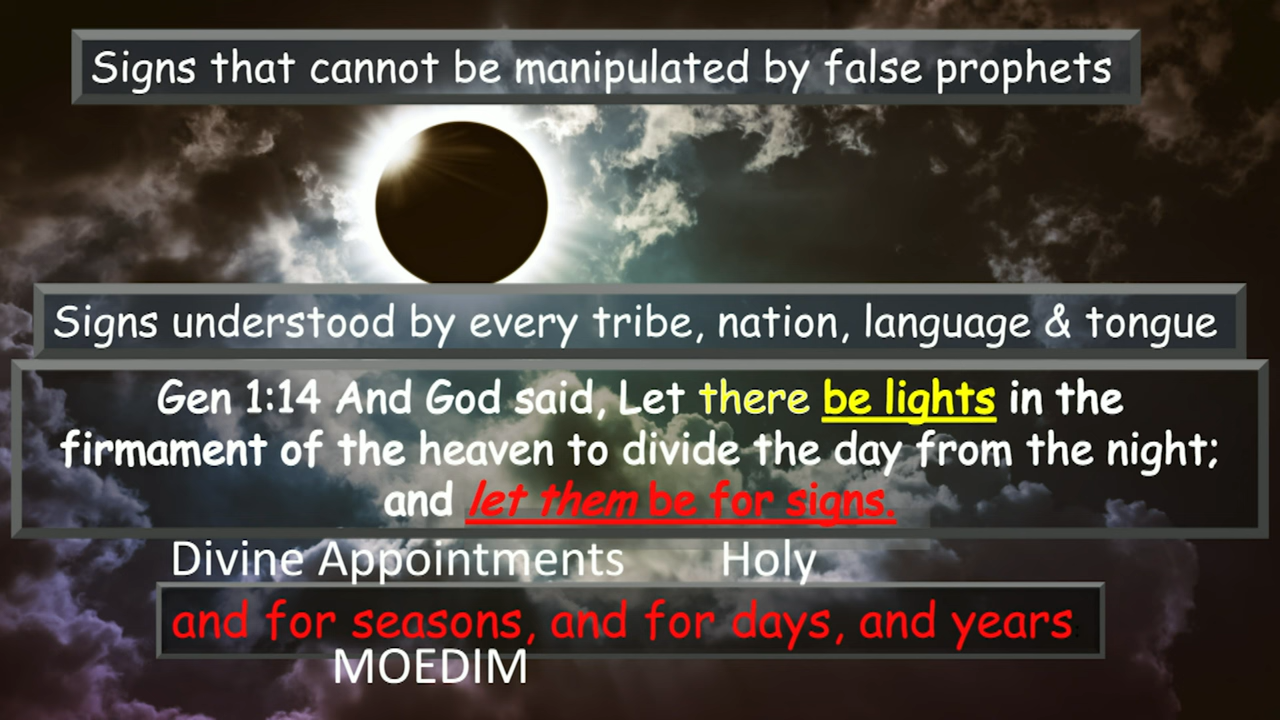 Signs that cannot be manipulated by false prophets
Signs understood by every tribe, nation, language & tongue
Gen 1:14 And God said, Let there be lights in the
firmament of the heaven to divide the day from the night;
and let them be for signs.
Divine Appointments Holy
and for seasons, and for days, and years:
MOEDIM